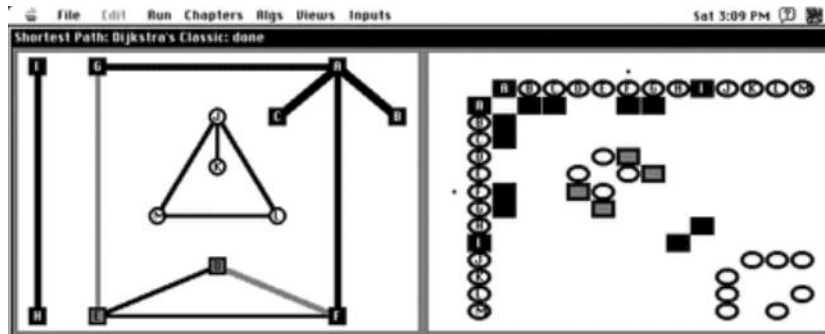 File Edit Run Chapters Algs Views Inputs Sat 3:09 PM
Shortest Path: Dijkstra's Classic: done
I G A
J C B
K
M L
D
H E F
A B C D E F G H I J K L M
A
B
C
D
E
F
G
H
I
J
K
L
M